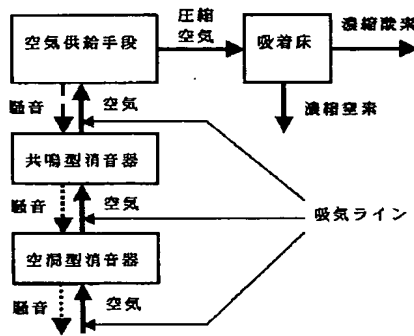 空気供給手段
圧縮
空気
吸着床
濃縮酸素
濃縮窒素
騒音
空気
共鳴型消音器
騒音
空気
吸気ライン
空洞型消音器
騒音
空気